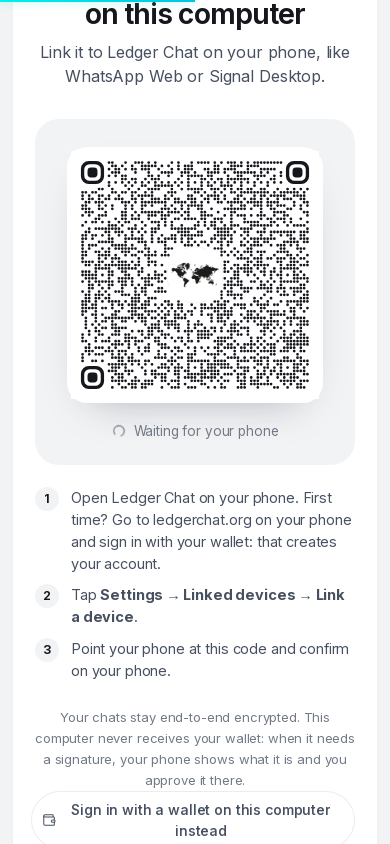 on this computer
Link it to Ledger Chat on your phone, like
WhatsApp Web or Signal Desktop.
Waiting for your phone
1 Open Ledger Chat on your phone. First
time? Go to ledgerchat.org on your phone
and sign in with your wallet: that creates
your account.
2 Tap Settings → Linked devices → Link
a device.
3 Point your phone at this code and confirm
on your phone.
Your chats stay end-to-end encrypted. This
computer never receives your wallet: when it needs
a signature, your phone shows what it is and you
approve it there.
Sign in with a wallet on this computer
instead